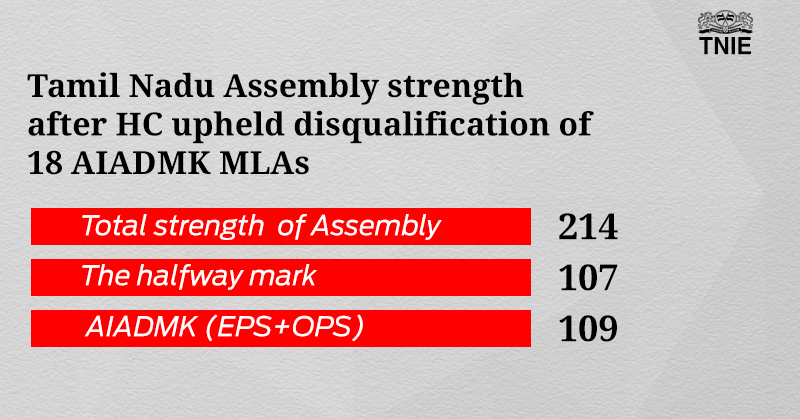 TNIE
Tamil Nadu Assembly strength
after HC upheld disqualification of
18 AIADMK MLAs
Total strength of Assembly 214
The halfway mark 107
AIADMK (EPS+OPS) 109